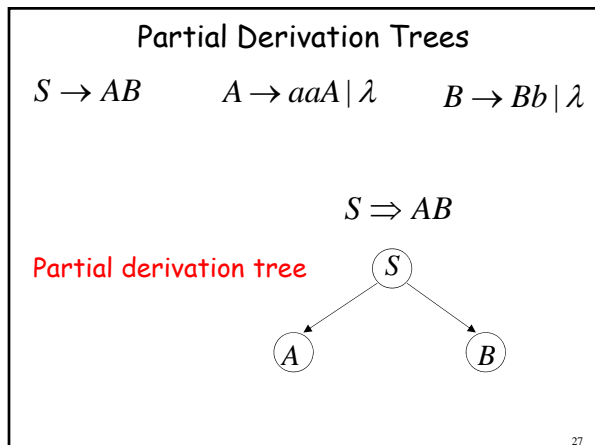 Partial Derivation Trees
S → AB A → aaA | λ B → Bb | λ
S ⇒ AB
Partial derivation tree S
A B
27